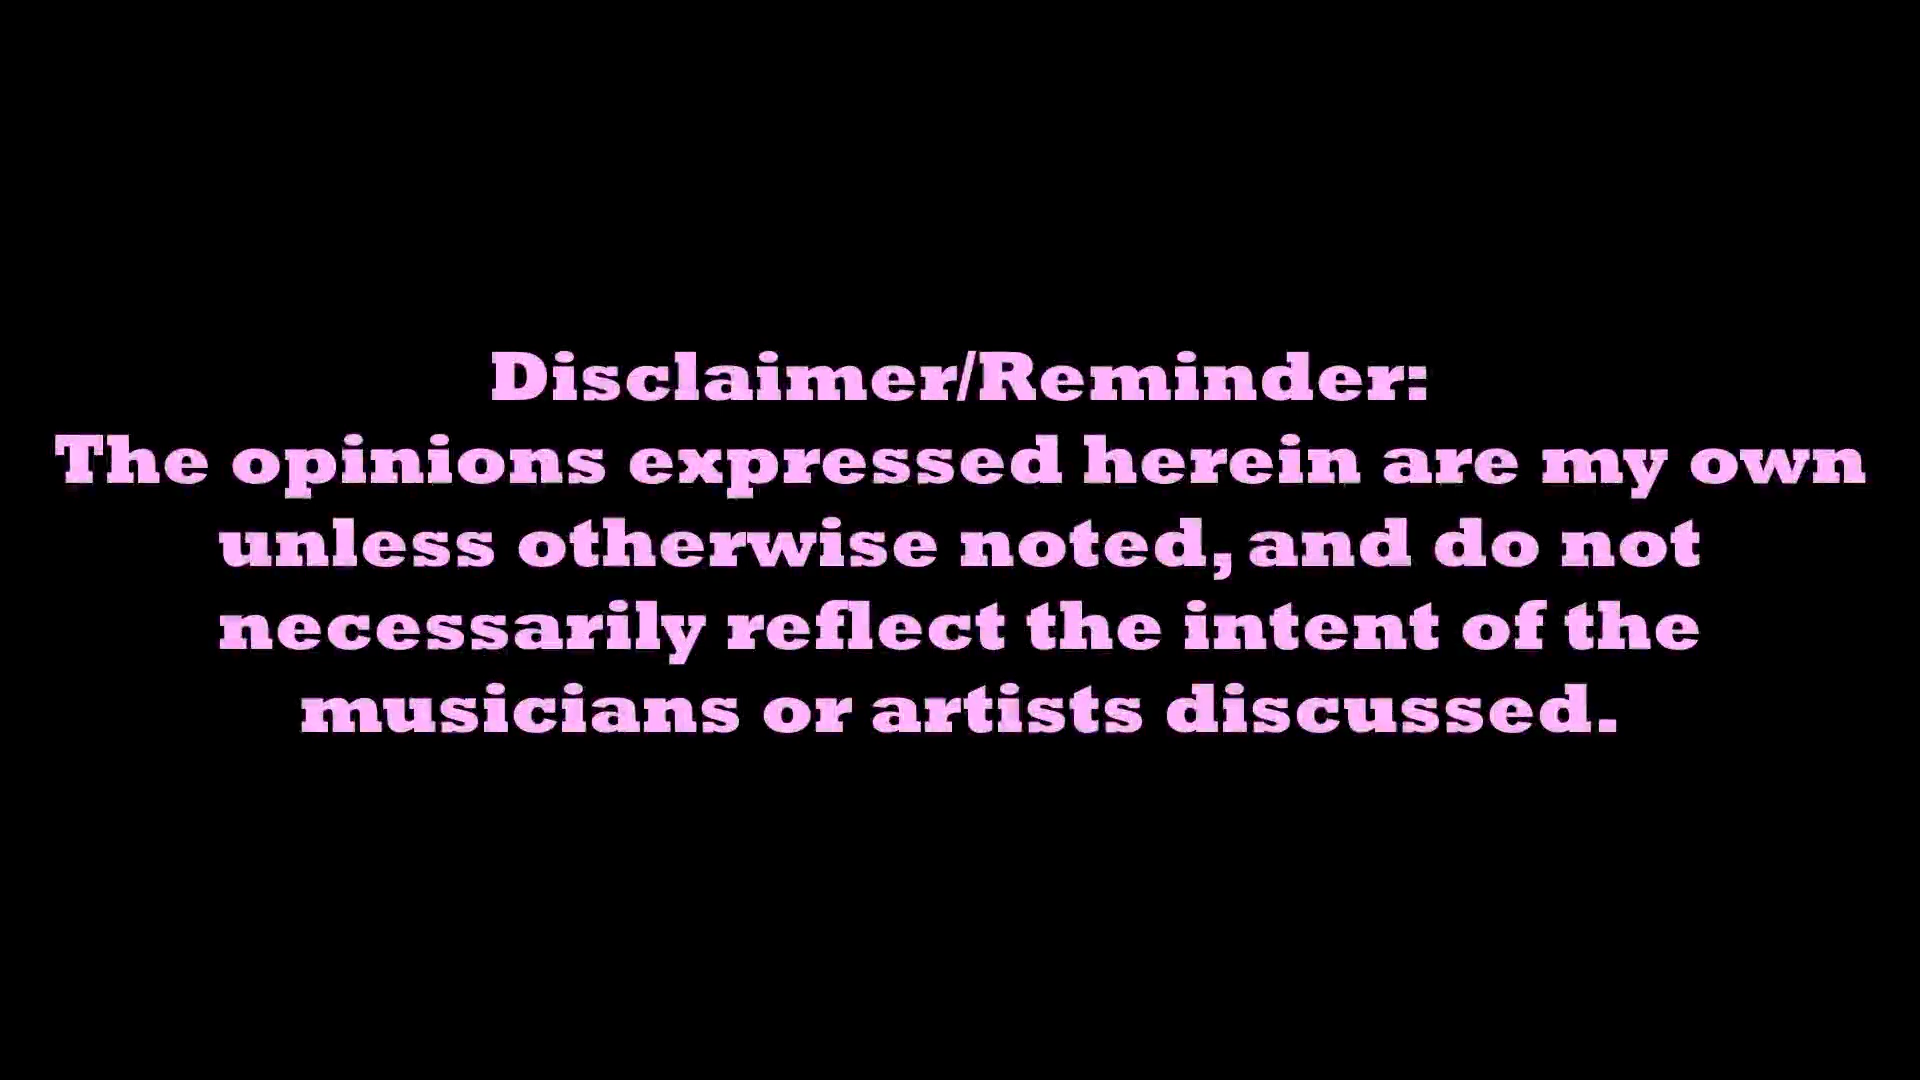 Disclaimer/Reminder:
The opinions expressed herein are my own
unless otherwise noted, and do not
necessarily reflect the intent of the
musicians or artists discussed.